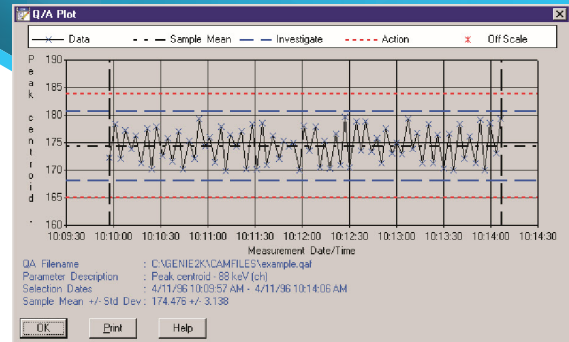 Q/A Plot
Data Sample Mean Investigate Action Off Scale
Peak centroid -
190
185
180
175
170
165
160
10:09:30 10:10:00 10:10:30 10:11:00 10:11:30 10:12:00 10:12:30 10:13:00 10:13:30 10:14:00 10:14:30
Measurement Date/Time
QA Filename : C:\GENIE2K\CAMFILES\example.qaf
Parameter Description : Peak centroid - 88 keV (ch)
Selection Dates : 4/11/96 10:09:57 AM - 4/11/96 10:14:06 AM
Sample Mean +/- Std Dev : 174.476 +/- 3.138
OK Print Help